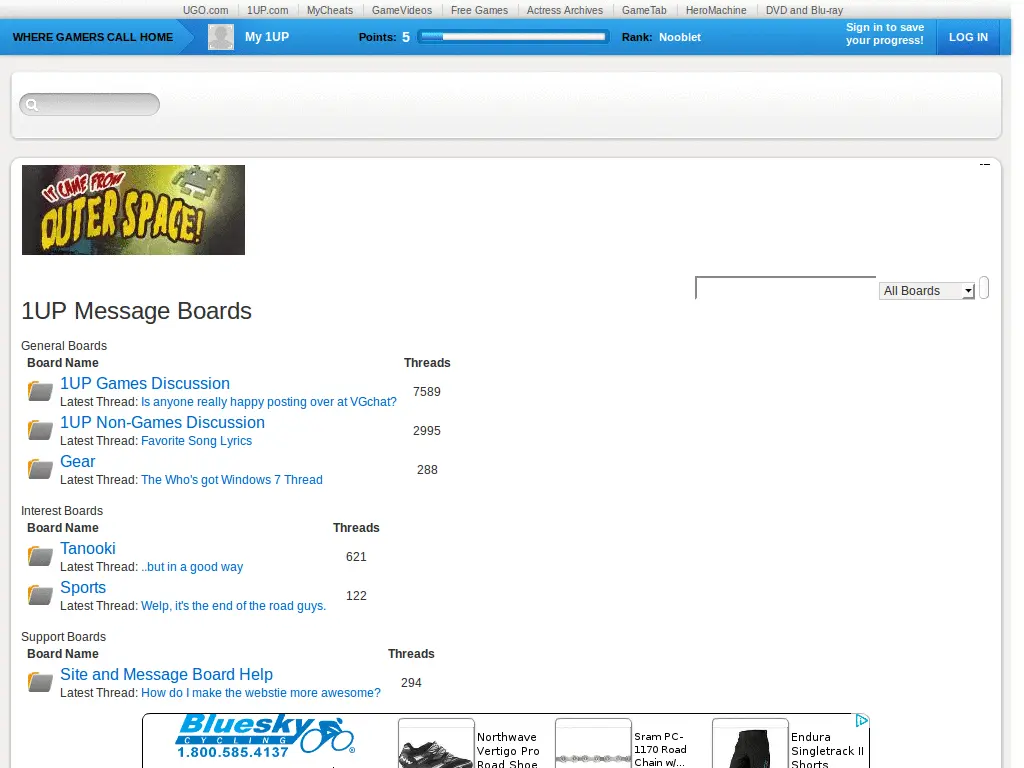 UGO.com 1UP.com MyCheats GameVideos Free Games Actress Archives GameTab HeroMachine DVD and Blu-ray
WHERE GAMERS CALL HOME My 1UP Points: 5 Rank: Nooblet Sign in to save your progress! LOG IN
IT CAME FROM
OUTER SPACE!
All Boards
1UP Message Boards
General Boards
Board Name Threads
1UP Games Discussion
Latest Thread: Is anyone really happy posting over at VGchat? 7589
1UP Non-Games Discussion
Latest Thread: Favorite Song Lyrics 2995
Gear
Latest Thread: The Who's got Windows 7 Thread 288
Interest Boards
Board Name Threads
Tanooki
Latest Thread: ..but in a good way 621
Sports
Latest Thread: Welp, it's the end of the road guys. 122
Support Boards
Board Name Threads
Site and Message Board Help
Latest Thread: How do I make the webstie more awesome? 294
Bluesky
CYCLING
1.800.585.4137
Northwave
Vertigo Pro
Road Shoe
Sram PC-
1170 Road
Chain w/...
Endura
Singletrack II
Shorts